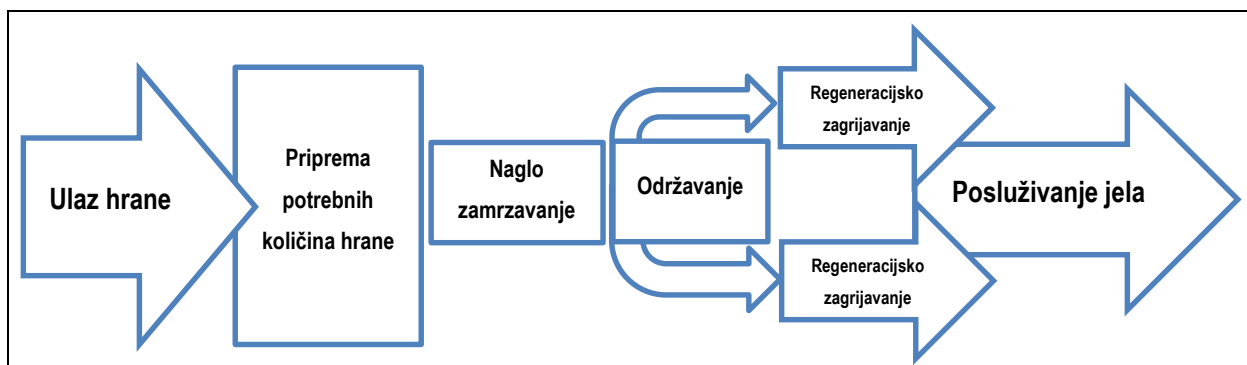 Ulaz hrane
Priprema
potrebnih
količina hrane
Naglo
zamrzavanje
Održavanje
Regeneracijsko
zagrijavanje
Regeneracijsko
zagrijavanje
Posluživanje jela